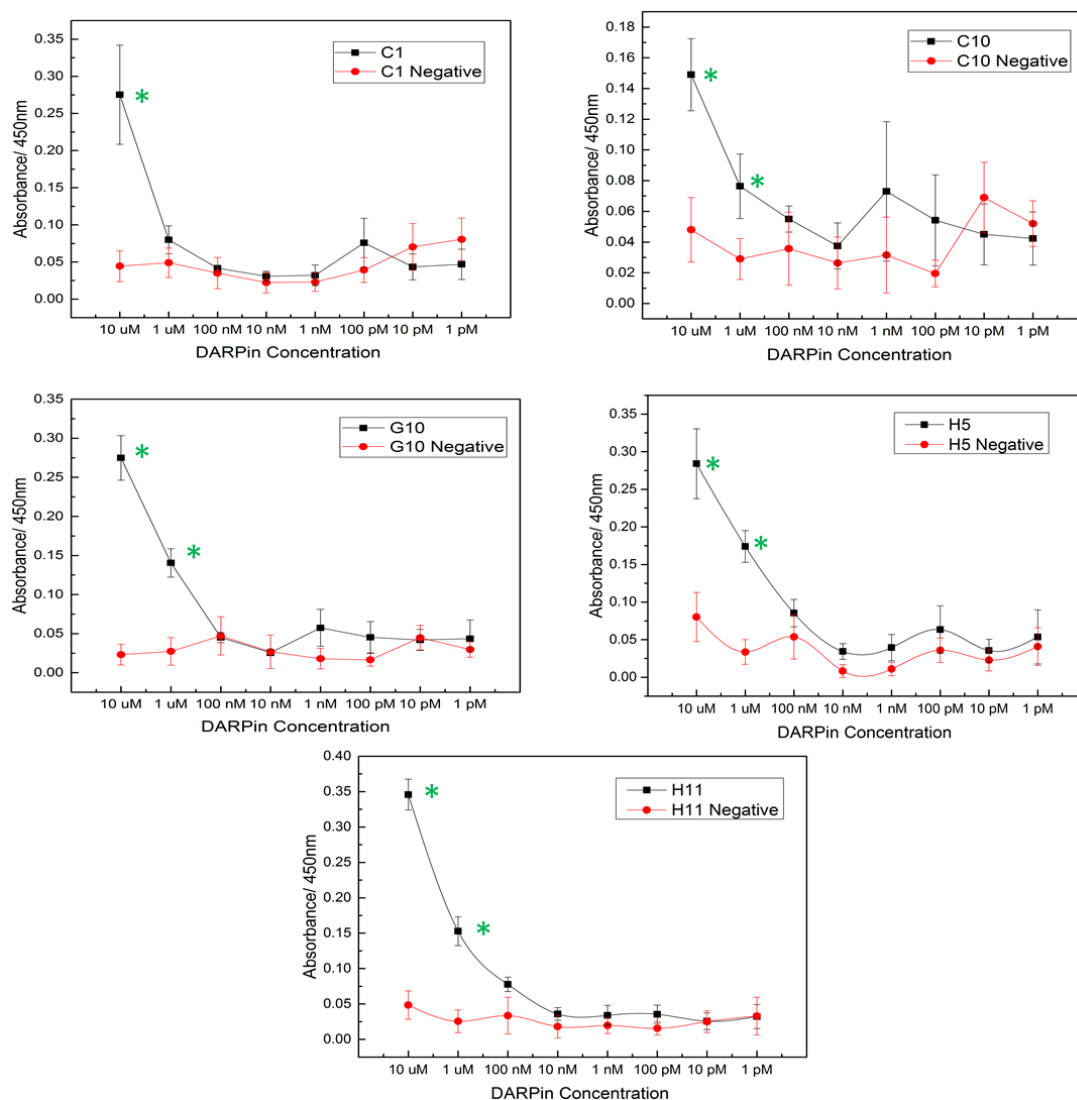 C1
C1 Negative
0.35
0.30
0.25
0.20
0.15
0.10
0.05
0.00
Absorbance/ 450nm
10 uM 1 uM 100 nM 10 nM 1 nM 100 pM 10 pM 1 pM
DARPin Concentration
C10
C10 Negative
0.18
0.16
0.14
0.12
0.10
0.08
0.06
0.04
0.02
0.00
Absorbance/ 450nm
10 uM 1 uM 100 nM 10 nM 1 nM 100 pM 10 pM 1 pM
DARPin Concentration
G10
G10 Negative
0.35
0.30
0.25
0.20
0.15
0.10
0.05
0.00
Absorbance/ 450nm
10 uM 1 uM 100 nM 10 nM 1 nM 100 pM 10 pM 1 pM
DARPin Concentration
H5
H5 Negative
0.35
0.30
0.25
0.20
0.15
0.10
0.05
0.00
Absorbance/ 450nm
10 uM 1 uM 100 nM 10 nM 1 nM 100 pM 10 pM 1 pM
DARPin Concentration
H11
H11 Negative
0.40
0.35
0.30
0.25
0.20
0.15
0.10
0.05
0.00
Absorbance/ 450nm
10 uM 1 uM 100 nM 10 nM 1 nM 100 pM 10 pM 1 pM
DARPin Concentration